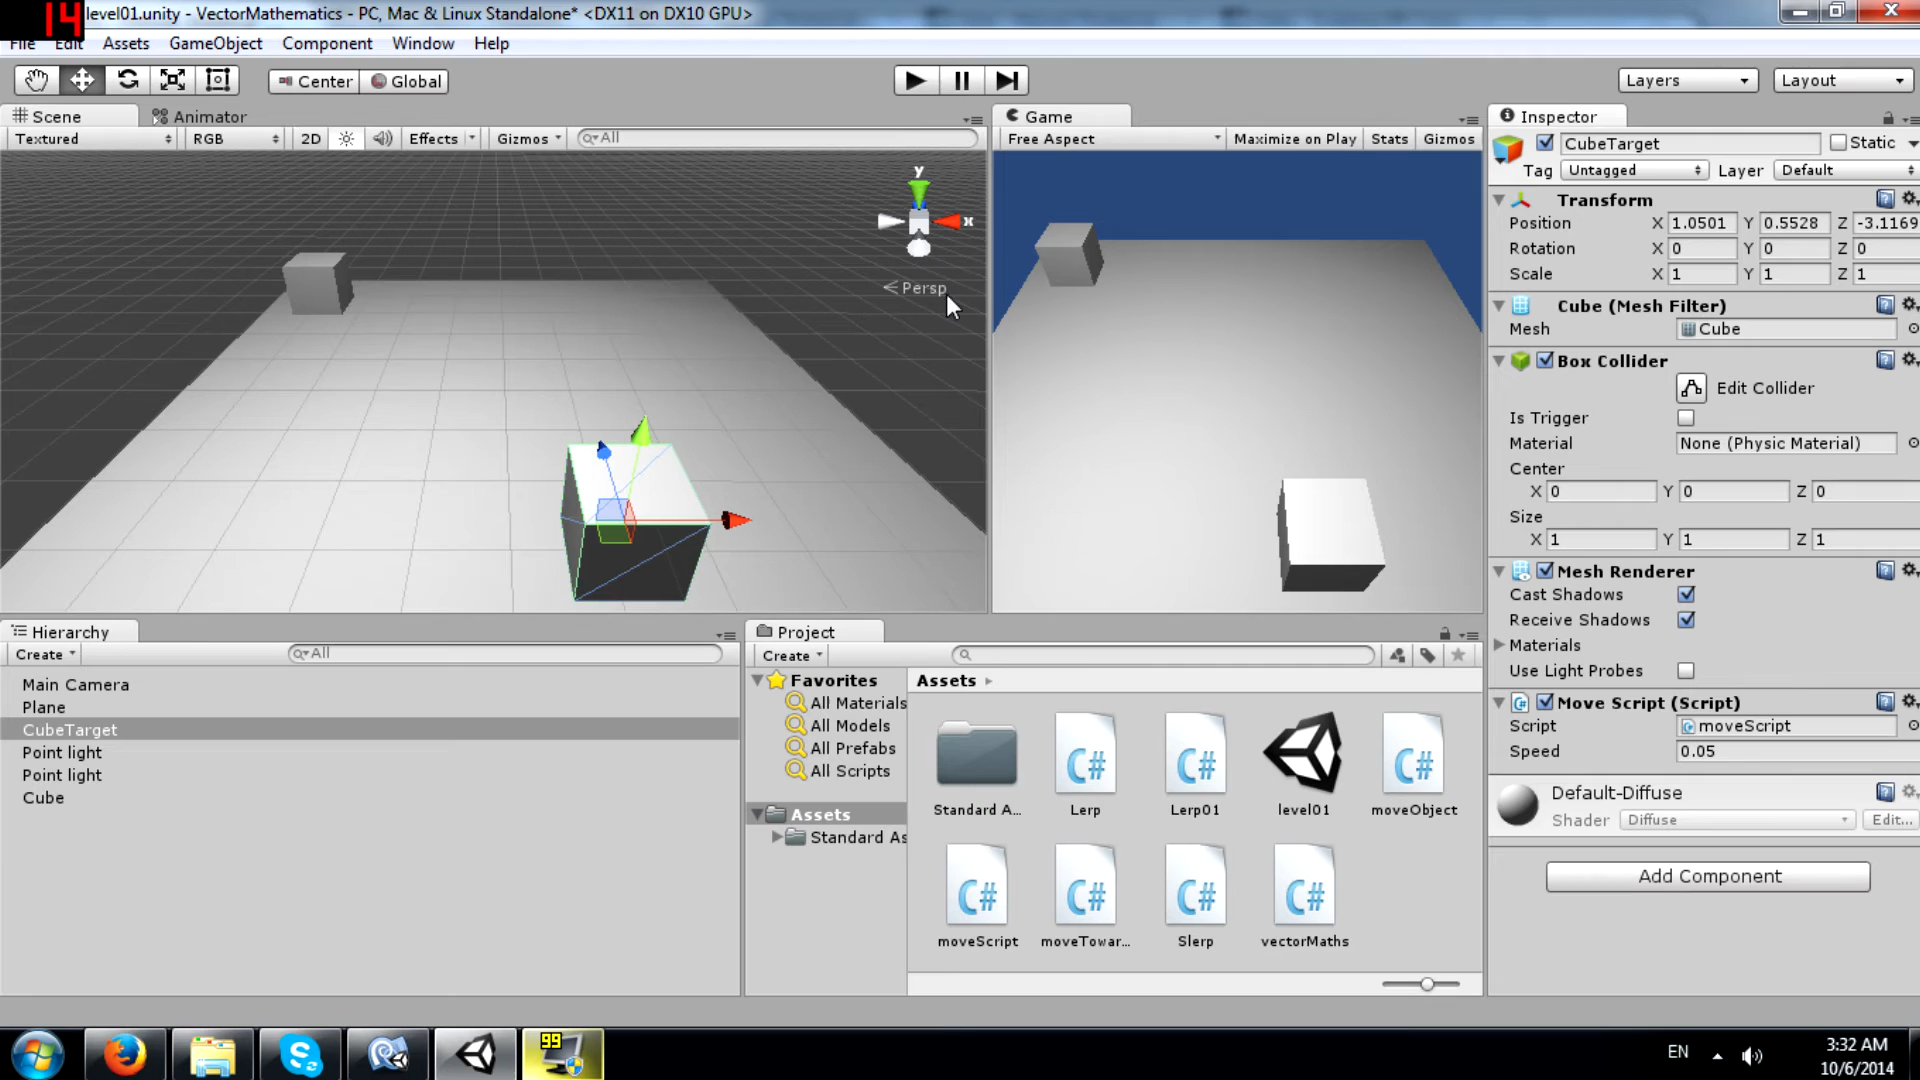 14
level01.unity - VectorMathematics - PC, Mac & Linux Standalone* <DX11 on DX10 GPU>
File Edit Assets GameObject Component Window Help
Center Global
Layers Layout
Scene Animator
Textured RGB 2D Effects Gizmos All
y
x
Persp
Game
Free Aspect Maximize on Play Stats Gizmos
Inspector
CubeTarget Static
Tag Untagged Layer Default
Transform
Position X 1.0501 Y 0.5528 Z -3.1169
Rotation X 0 Y 0 Z 0
Scale X 1 Y 1 Z 1
Cube (Mesh Filter)
Mesh Cube
Box Collider
Edit Collider
Is Trigger
Material None (Physic Material)
Center
X 0 Y 0 Z 0
Size
X 1 Y 1 Z 1
Mesh Renderer
Cast Shadows
Receive Shadows
Materials
Use Light Probes
Move Script (Script)
Script moveScript
Speed 0.05
Default-Diffuse
Shader Diffuse Edit...
Add Component
Hierarchy
Create All
Main Camera
Plane
CubeTarget
Point light
Point light
Cube
Project
Create
Favorites
All Materials
All Models
All Prefabs
All Scripts
Assets
Standard As
Assets
C# C# C#
Standard A... Lerp Lerp01 level01 moveObject
C# C# C# C#
moveScript moveTowar... Slerp vectorMaths
99
EN
3:32 AM
10/6/2014